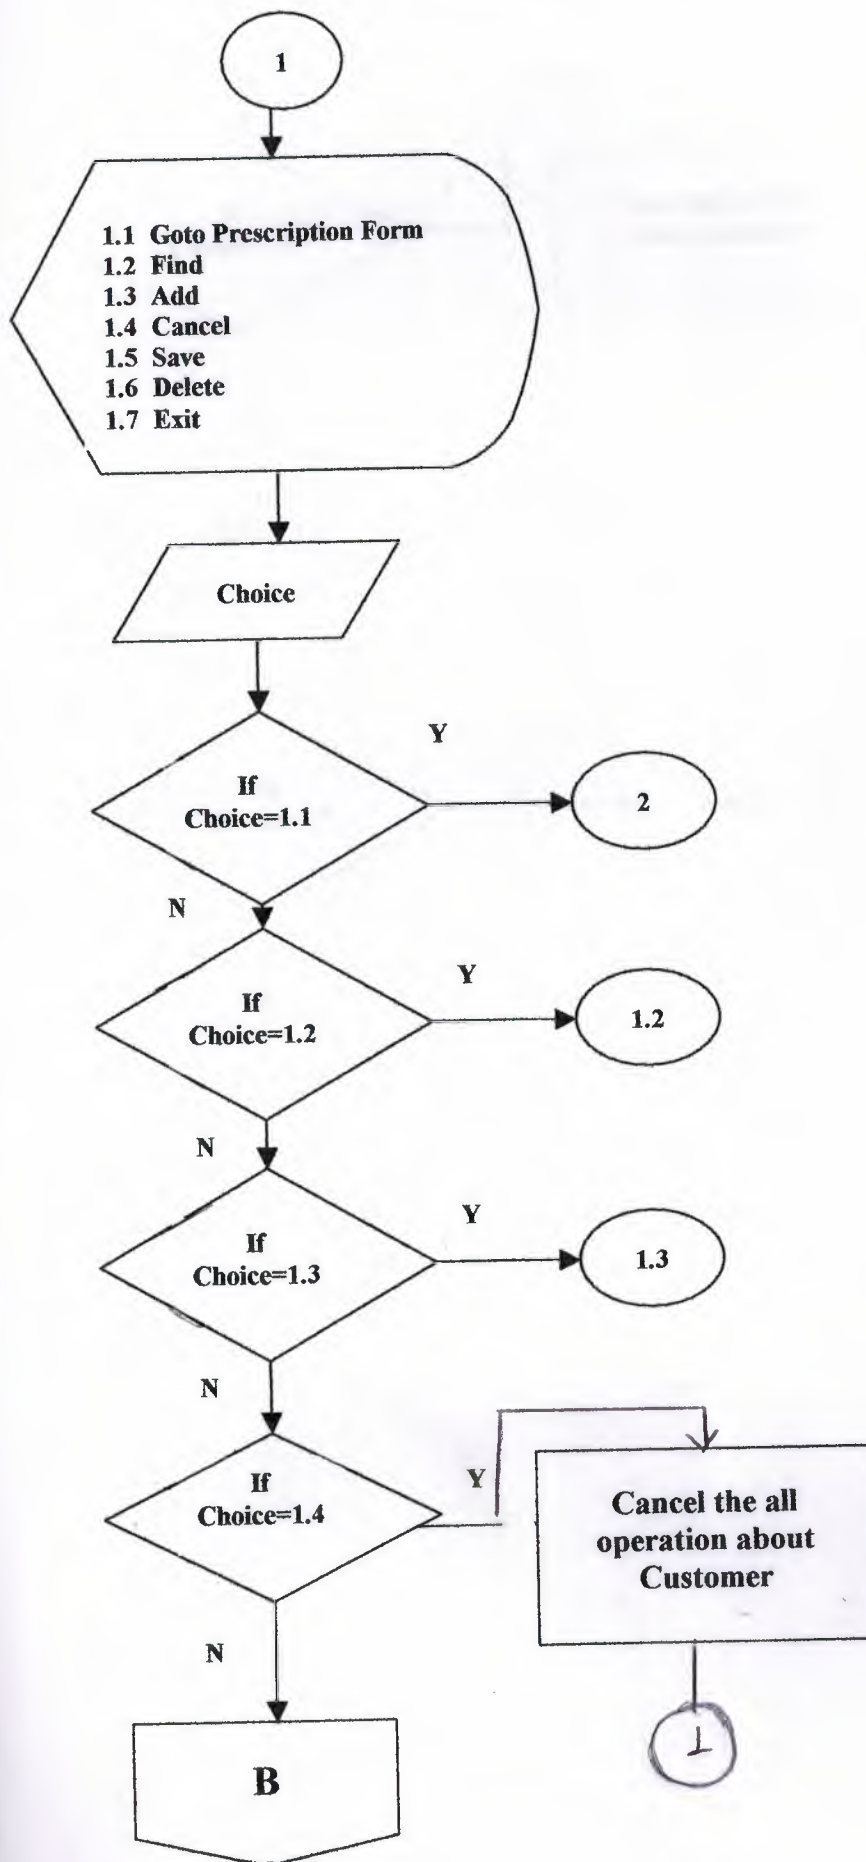 1
1.1 Goto Prescription Form
1.2 Find
1.3 Add
1.4 Cancel
1.5 Save
1.6 Delete
1.7 Exit
Choice
If
Choice=1.1
Y
2
N
If
Choice=1.2
Y
1.2
N
If
Choice=1.3
Y
1.3
N
If
Choice=1.4
Y
Cancel the all
operation about
Customer
N
B
1